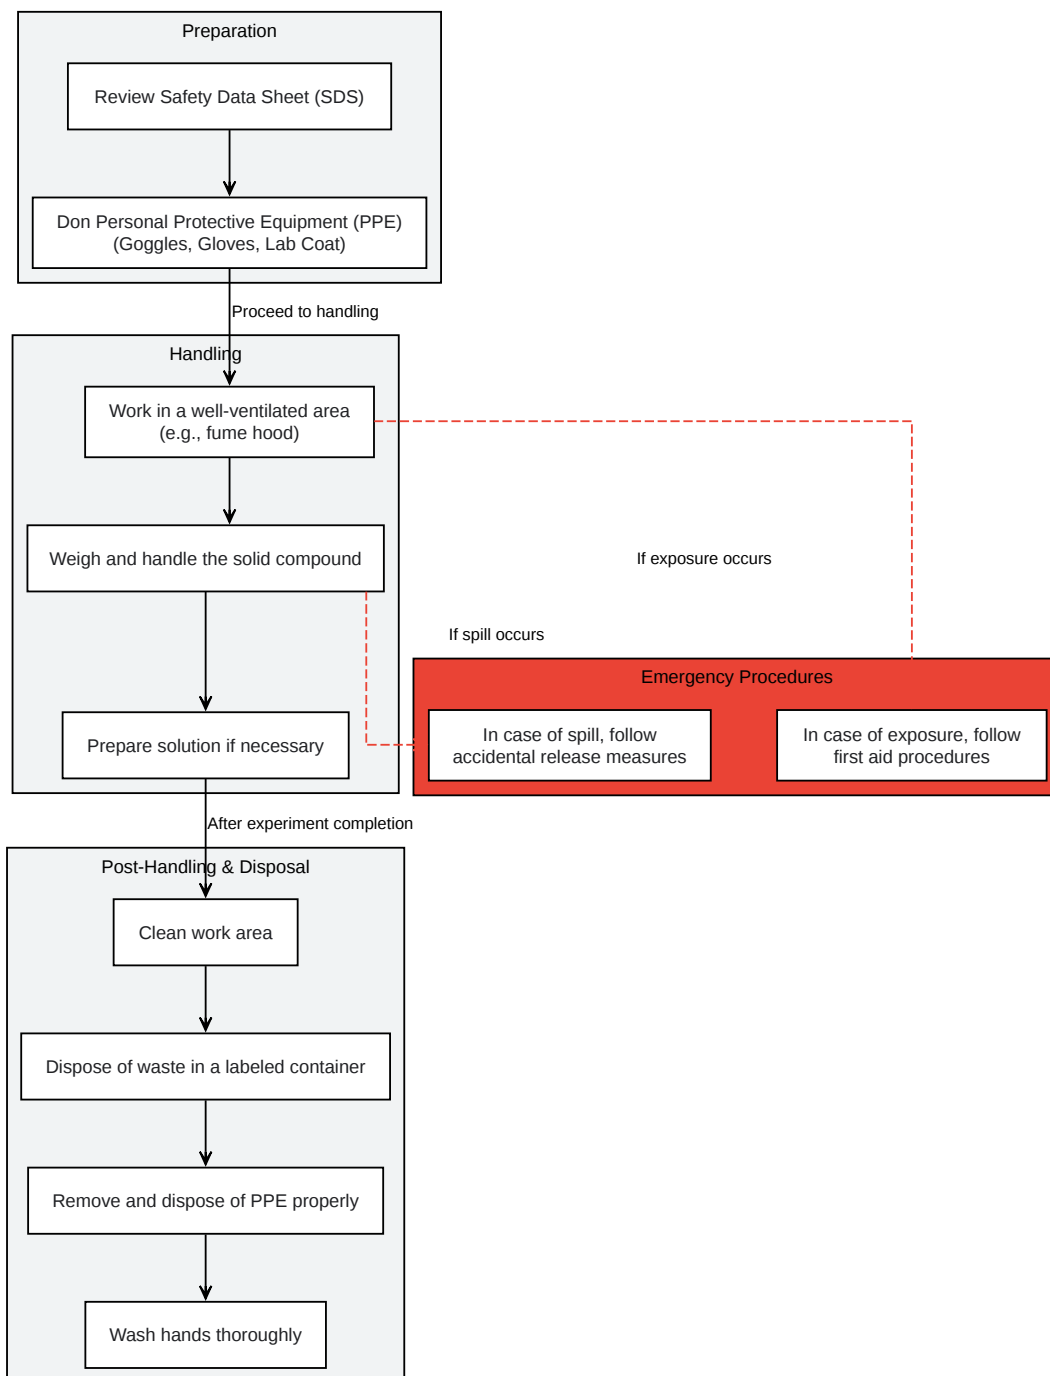 Preparation
Review Safety Data Sheet (SDS)
Don Personal Protective Equipment (PPE)
(Goggles, Gloves, Lab Coat)
Proceed to handling
Handling
Work in a well-ventilated area
(e.g., fume hood)
Weigh and handle the solid compound
If exposure occurs
If spill occurs
Emergency Procedures
In case of spill, follow
accidental release measures
In case of exposure, follow
first aid procedures
Prepare solution if necessary
After experiment completion
Post-Handling & Disposal
Clean work area
Dispose of waste in a labeled container
Remove and dispose of PPE properly
Wash hands thoroughly